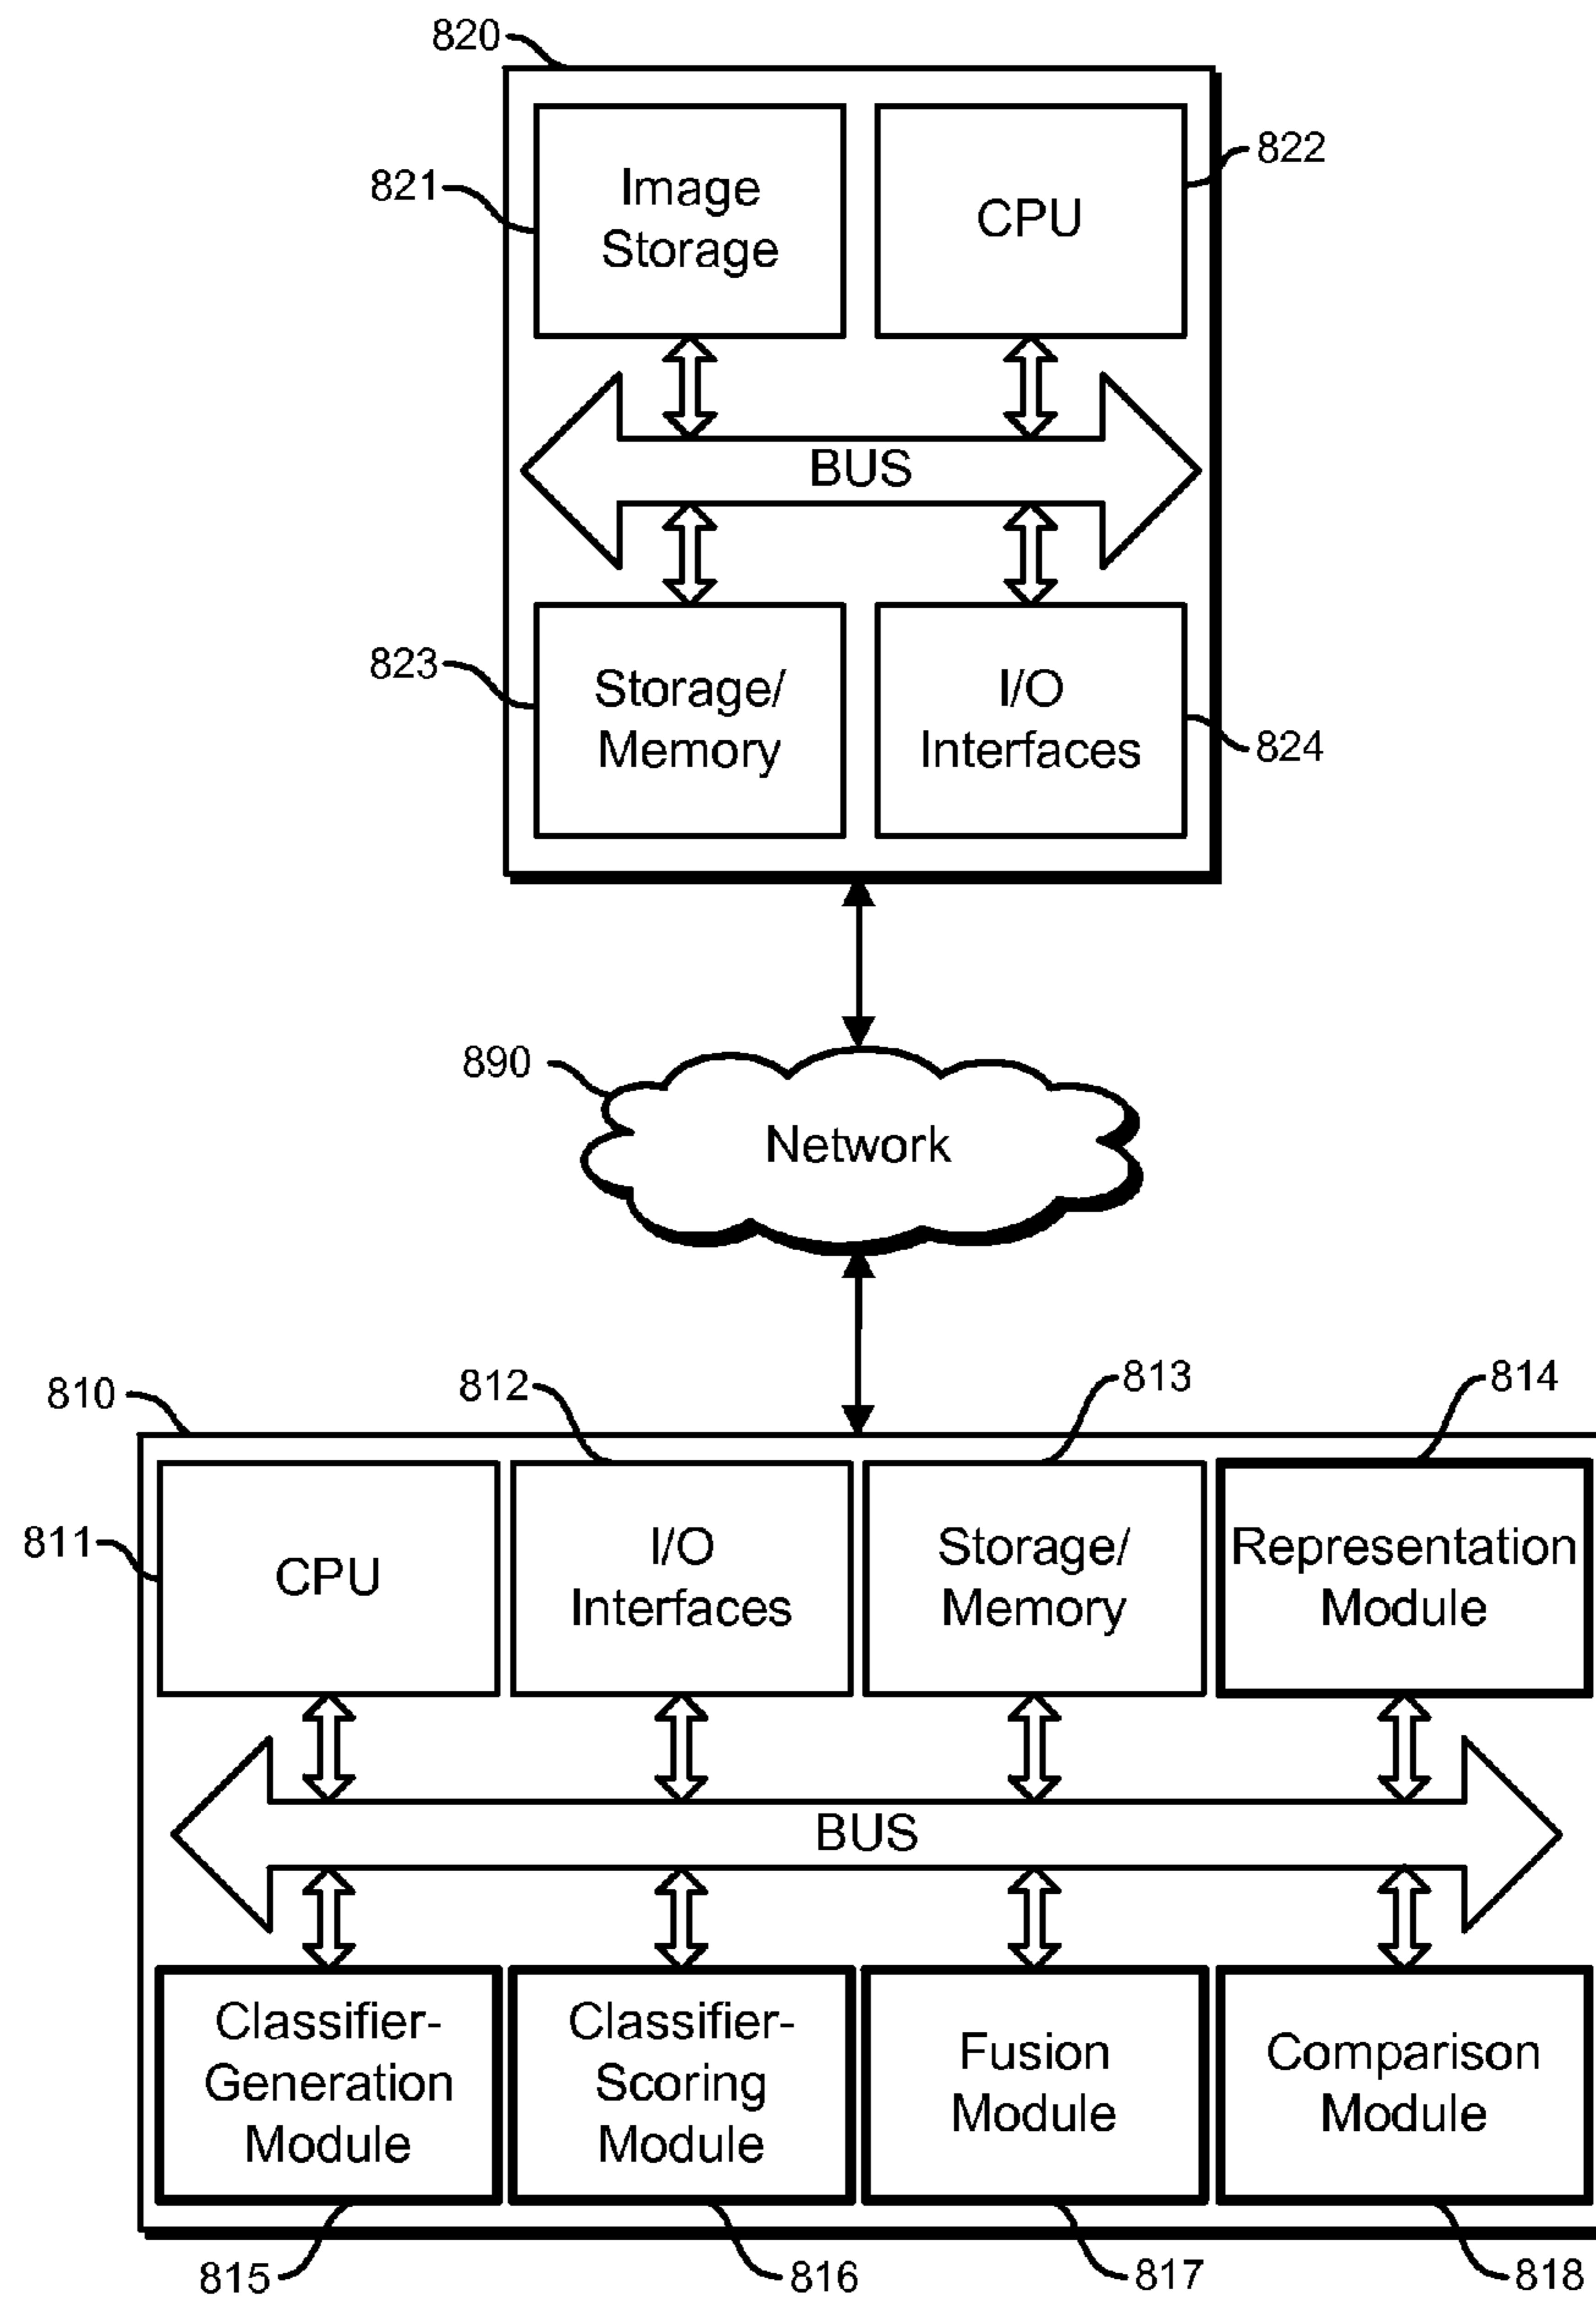 820
821
Image
Storage
CPU
822
BUS
823
Storage/
Memory
I/O
Interfaces
824
890
Network
810
812
813
814
811
CPU
I/O
Interfaces
Storage/
Memory
Representation
Module
BUS
Classifier-
Generation
Module
Classifier-
Scoring
Module
Fusion
Module
Comparison
Module
815
816
817
818